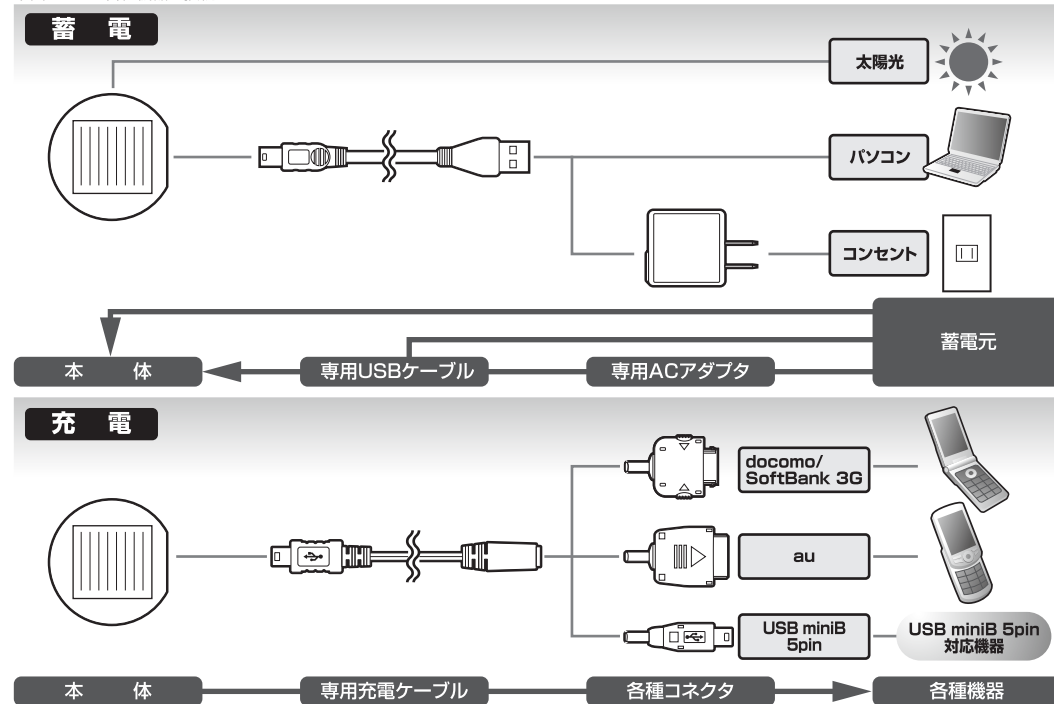 蓄電
太陽光
パソコン
コンセント
蓄電元
本体
専用USBケーブル
専用ACアダプタ
充電
docomo/
SoftBank 3G
au
USB miniB
5pin
USB miniB 5pin
対応機器
本体
専用充電ケーブル
各種コネクタ
各種機器